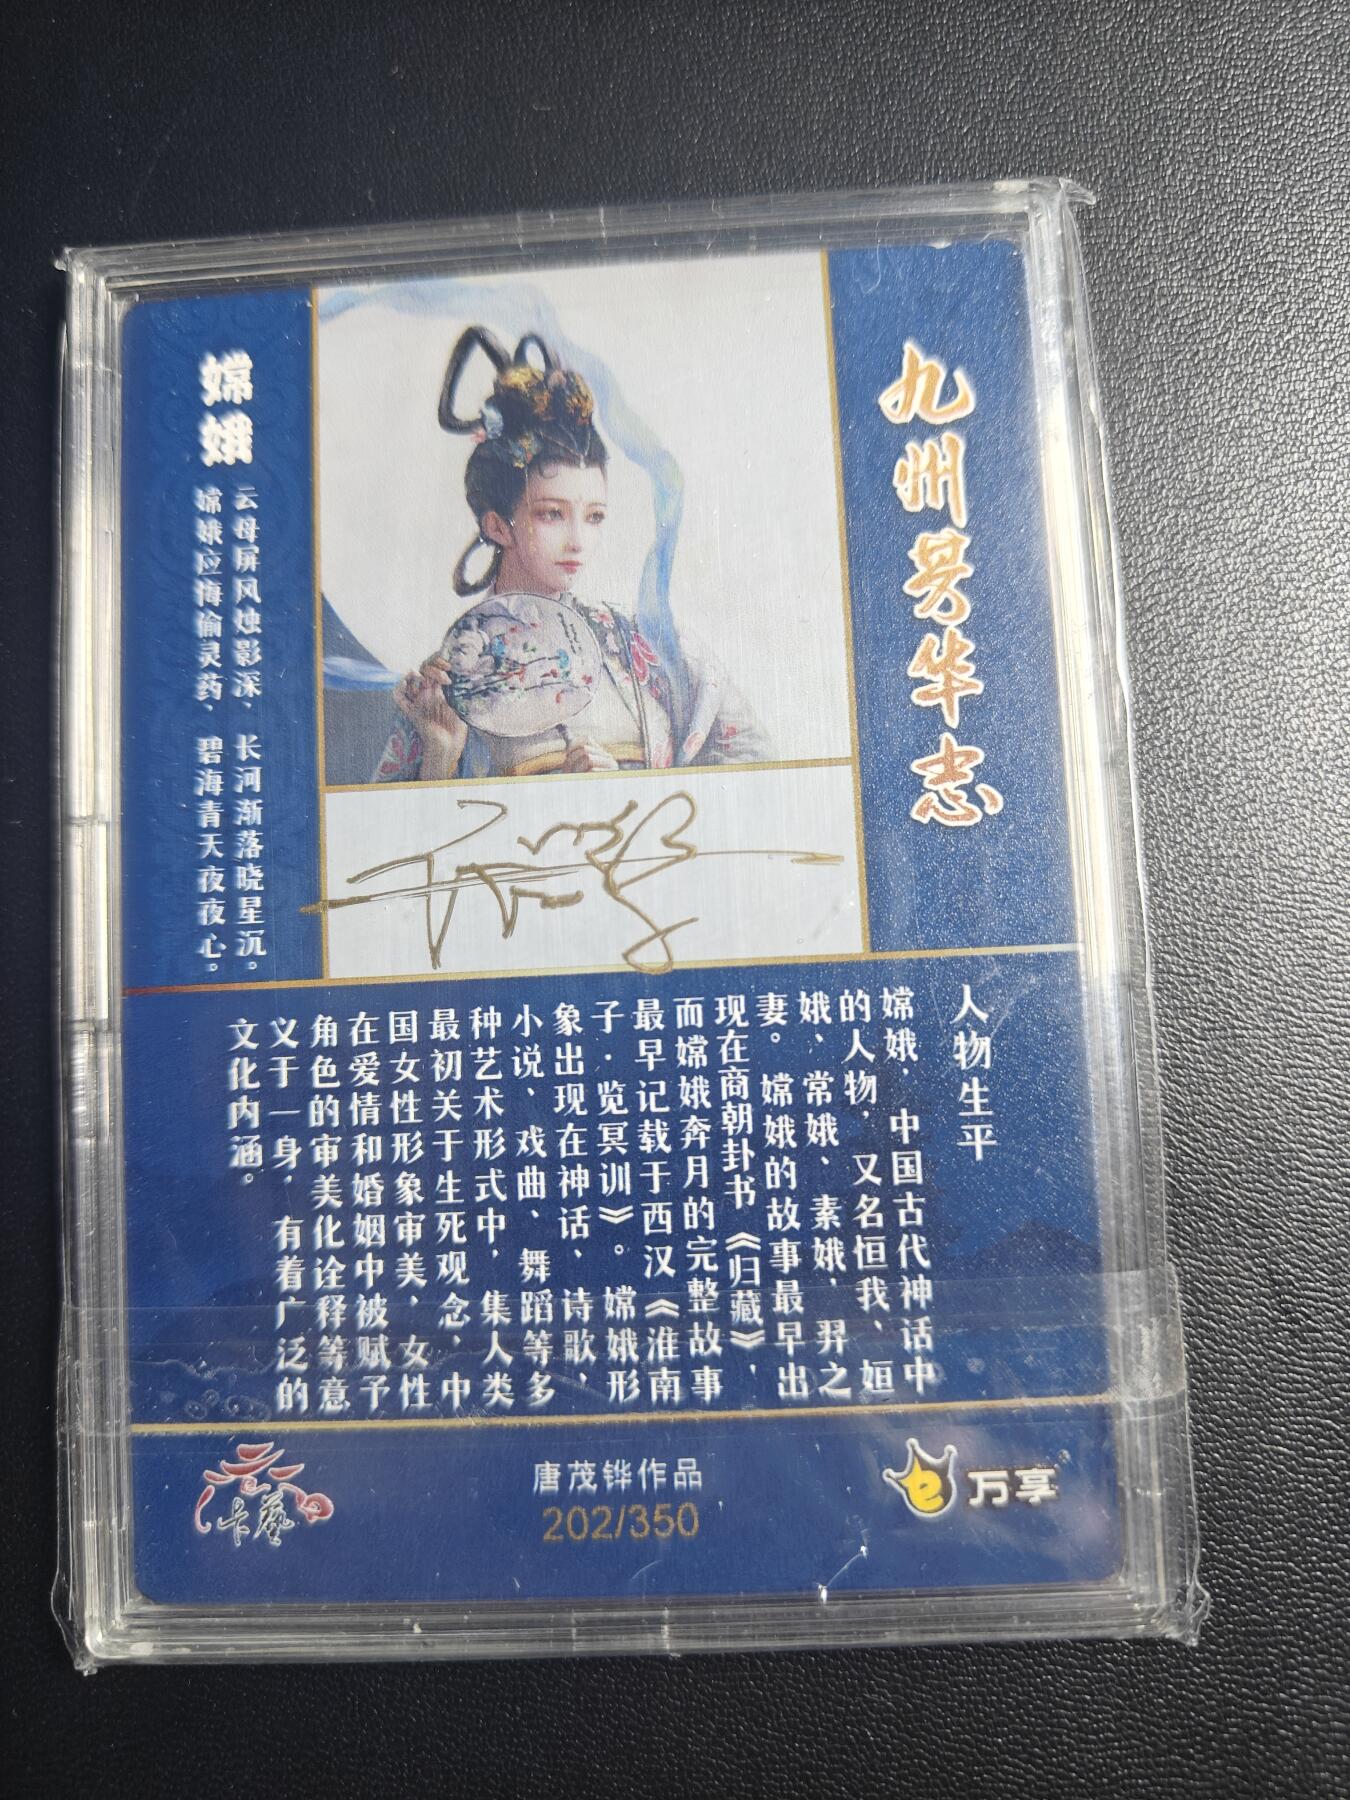 九州芳华志
嫦娥
云母屏风烛影深、长河渐落晓星沉。
嫦娥应悔偷灵药、碧海青天夜夜心。
人物生平
嫦娥，中国古代神话中
的人物，又名恒我、姮
娥、常娥、素娥，羿之
妻。嫦娥的故事最早出
现在商朝卦书《归藏》，
而嫦娥奔月的完整故事
最早记载于西汉《淮南
子·览冥训》。嫦娥形
象出现在神话、诗歌、
小说、戏曲、舞蹈等多
种艺术形式中，集人类
最初关于生死观念、中
国女性形象审美，女性
在爱情和婚姻中被赋予
角色的审美化诠释等意
义于一身，有着广泛的
文化内涵。
卡藝
唐茂铧作品
202/350
e万享